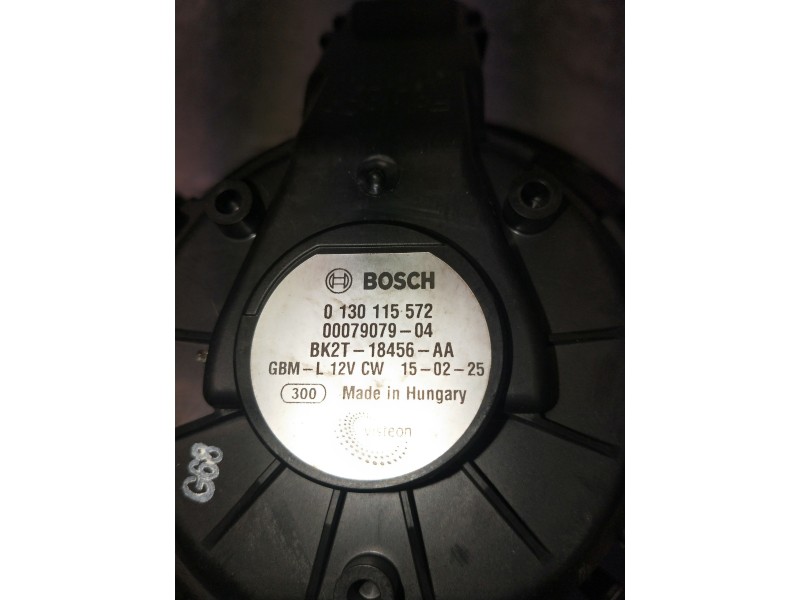 BOSCH
0 130 115 572
00079079-04
BK2T-18456-AA
GBM-L 12V CW 15-02-25
300 Made in Hungary
Visteon
G68